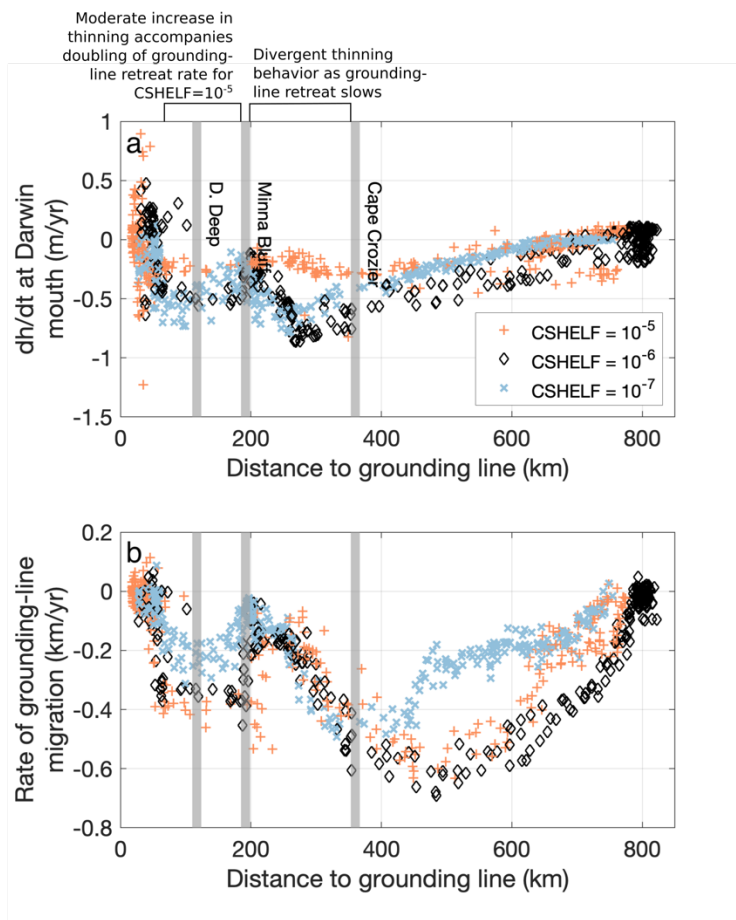 Moderate increase in
thinning accompanies
doubling of grounding-
line retreat rate for
CSHELF=10⁻⁵
Divergent thinning
behavior as grounding-
line retreat slows
a
1
0.5
0
-0.5
-1
-1.5
dh/dt at Darwin
mouth (m/yr)
D. Deep
Minna Bluff
Cape Crozier
CSHELF = 10⁻⁵
CSHELF = 10⁻⁶
CSHELF = 10⁻⁷
0 200 400 600 800
Distance to grounding line (km)
b
0.2
0
-0.2
-0.4
-0.6
-0.8
Rate of grounding-line
migration (km/yr)
0 200 400 600 800
Distance to grounding line (km)